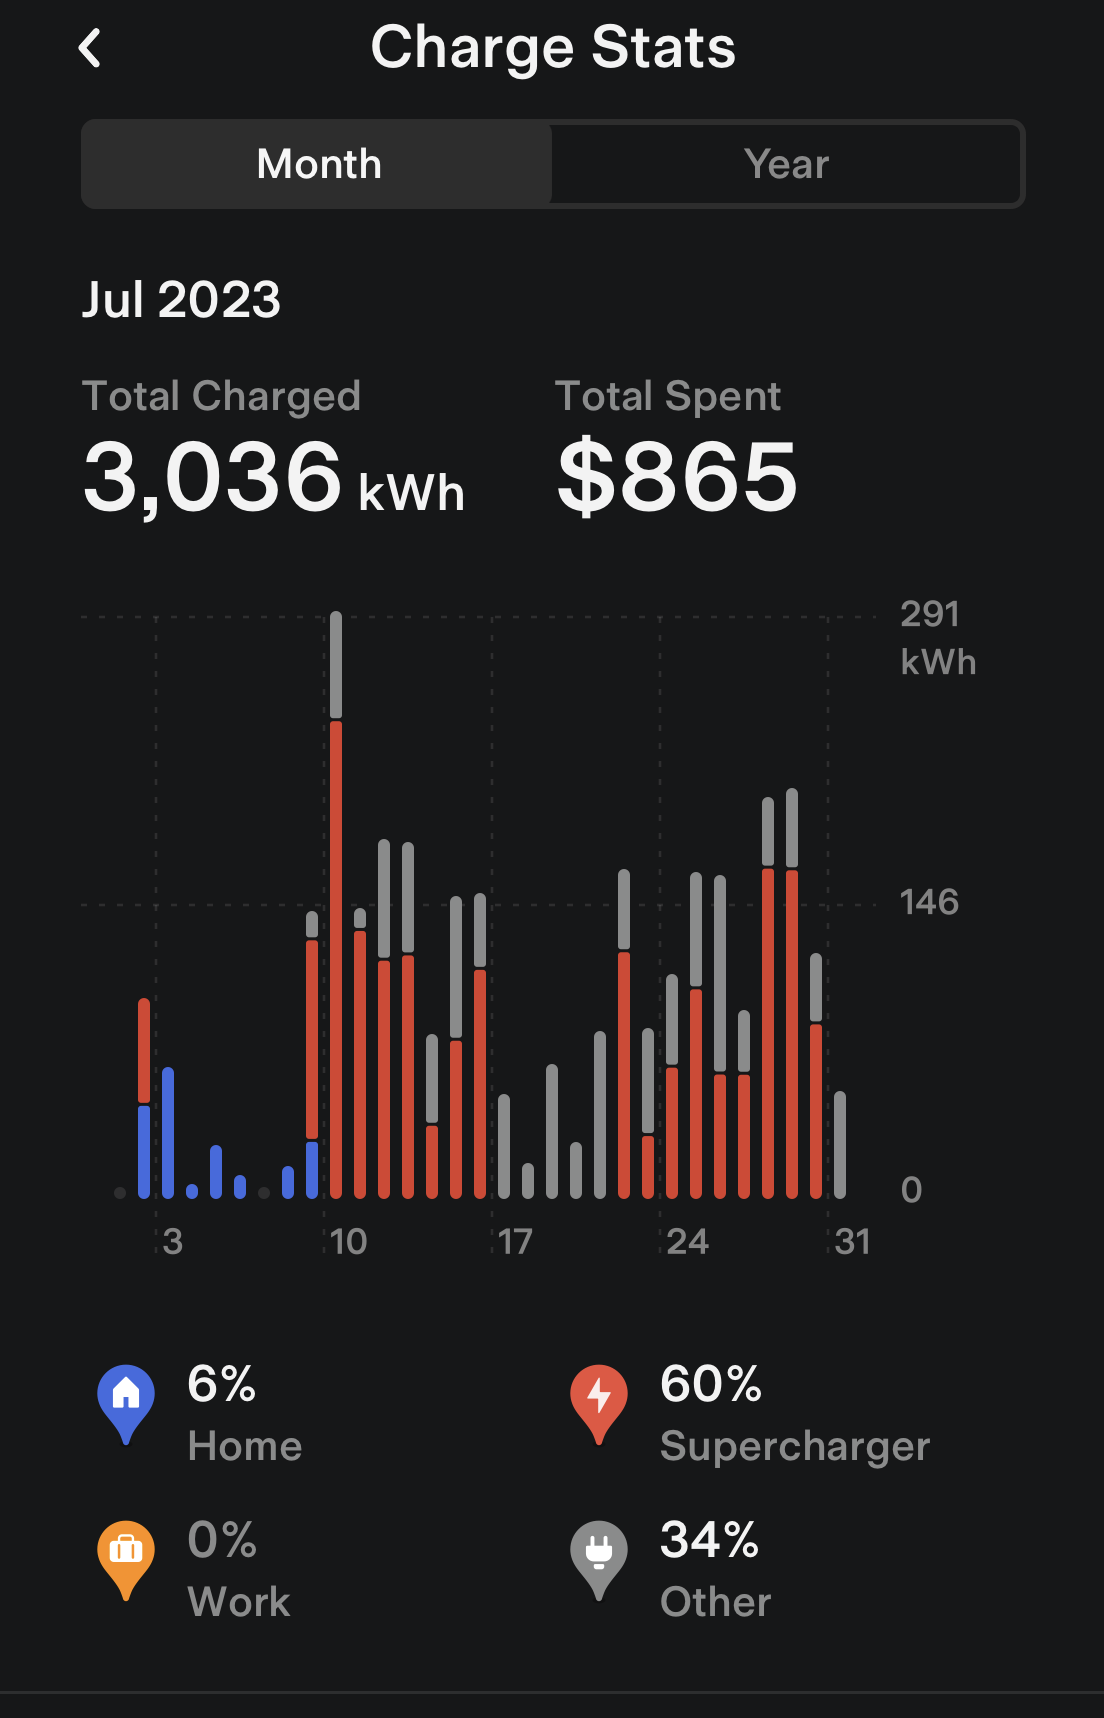 Charge Stats
Month Year
Jul 2023
Total Charged Total Spent
3,036 kWh $865
291
kWh
146
0
3 10 17 24 31
6% 60%
Home Supercharger
0% 34%
Work Other